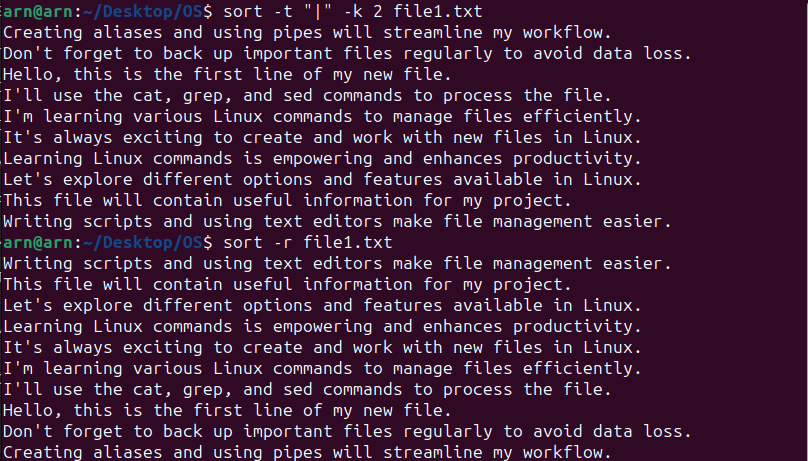 arn@arn:~/Desktop/OS$ sort -t "|" -k 2 file1.txt
Creating aliases and using pipes will streamline my workflow.
Don't forget to back up important files regularly to avoid data loss.
Hello, this is the first line of my new file.
I'll use the cat, grep, and sed commands to process the file.
I'm learning various Linux commands to manage files efficiently.
It's always exciting to create and work with new files in Linux.
Learning Linux commands is empowering and enhances productivity.
Let's explore different options and features available in Linux.
This file will contain useful information for my project.
Writing scripts and using text editors make file management easier.
arn@arn:~/Desktop/OS$ sort -r file1.txt
Writing scripts and using text editors make file management easier.
This file will contain useful information for my project.
Let's explore different options and features available in Linux.
Learning Linux commands is empowering and enhances productivity.
It's always exciting to create and work with new files in Linux.
I'm learning various Linux commands to manage files efficiently.
I'll use the cat, grep, and sed commands to process the file.
Hello, this is the first line of my new file.
Don't forget to back up important files regularly to avoid data loss.
Creating aliases and using pipes will streamline my workflow.